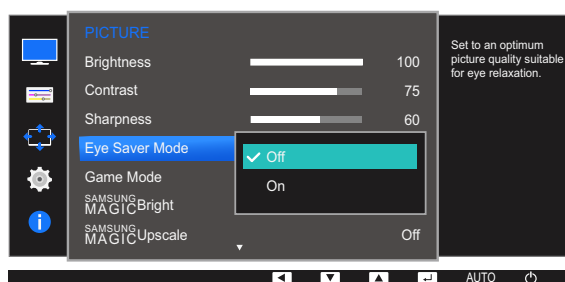 PICTURE
Brightness 100
Contrast 75
Sharpness 60
Eye Saver Mode
Off
On
Game Mode
SAMSUNG
MAGICBright
SAMSUNG
MAGICUpscale Off
Set to an optimum
picture quality suitable
for eye relaxation.
AUTO